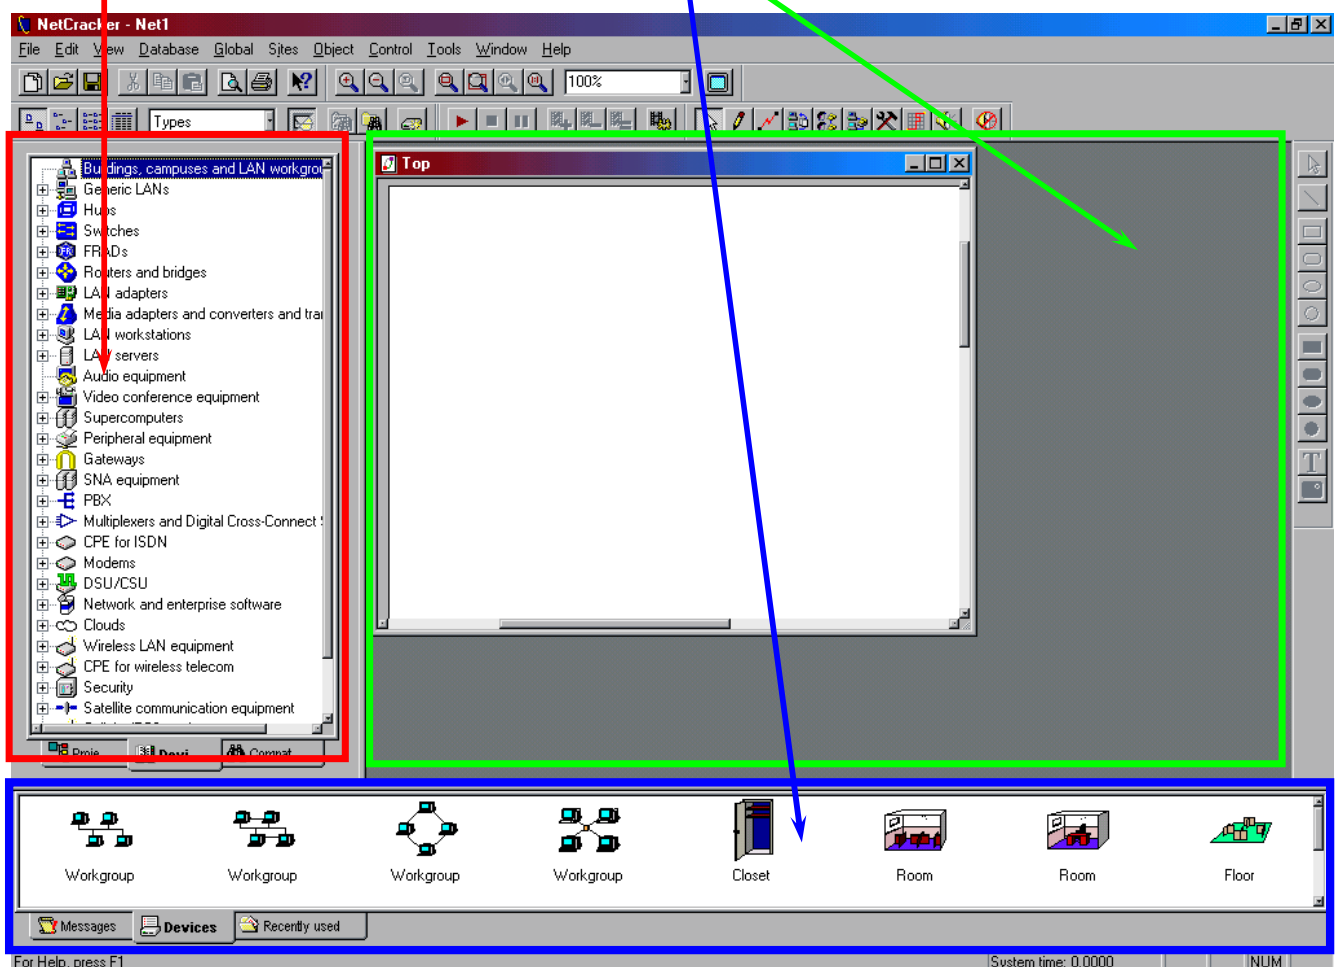 NetCracker - Net1
File Edit View Database Global Sites Object Control Tools Window Help
100%
Types
Top
Buildings, campuses and LAN workgrou
Generic LANs
Hubs
Switches
FRADs
Routers and bridges
LAN adapters
Media adapters and converters and trar
LAN workstations
LAN servers
Audio equipment
Video conference equipment
Supercomputers
Peripheral equipment
Gateways
SNA equipment
PBX
Multiplexers and Digital Cross-Connect
CPE for ISDN
Modems
DSU/CSU
Network and enterprise software
Clouds
Wireless LAN equipment
CPE for wireless telecom
Security
Satellite communication equipment
Proje Devi Compat
Workgroup Workgroup Workgroup Workgroup Closet Room Room Floor
Messages Devices Recently used
For Help, press F1 System time: 0.0000 NUM